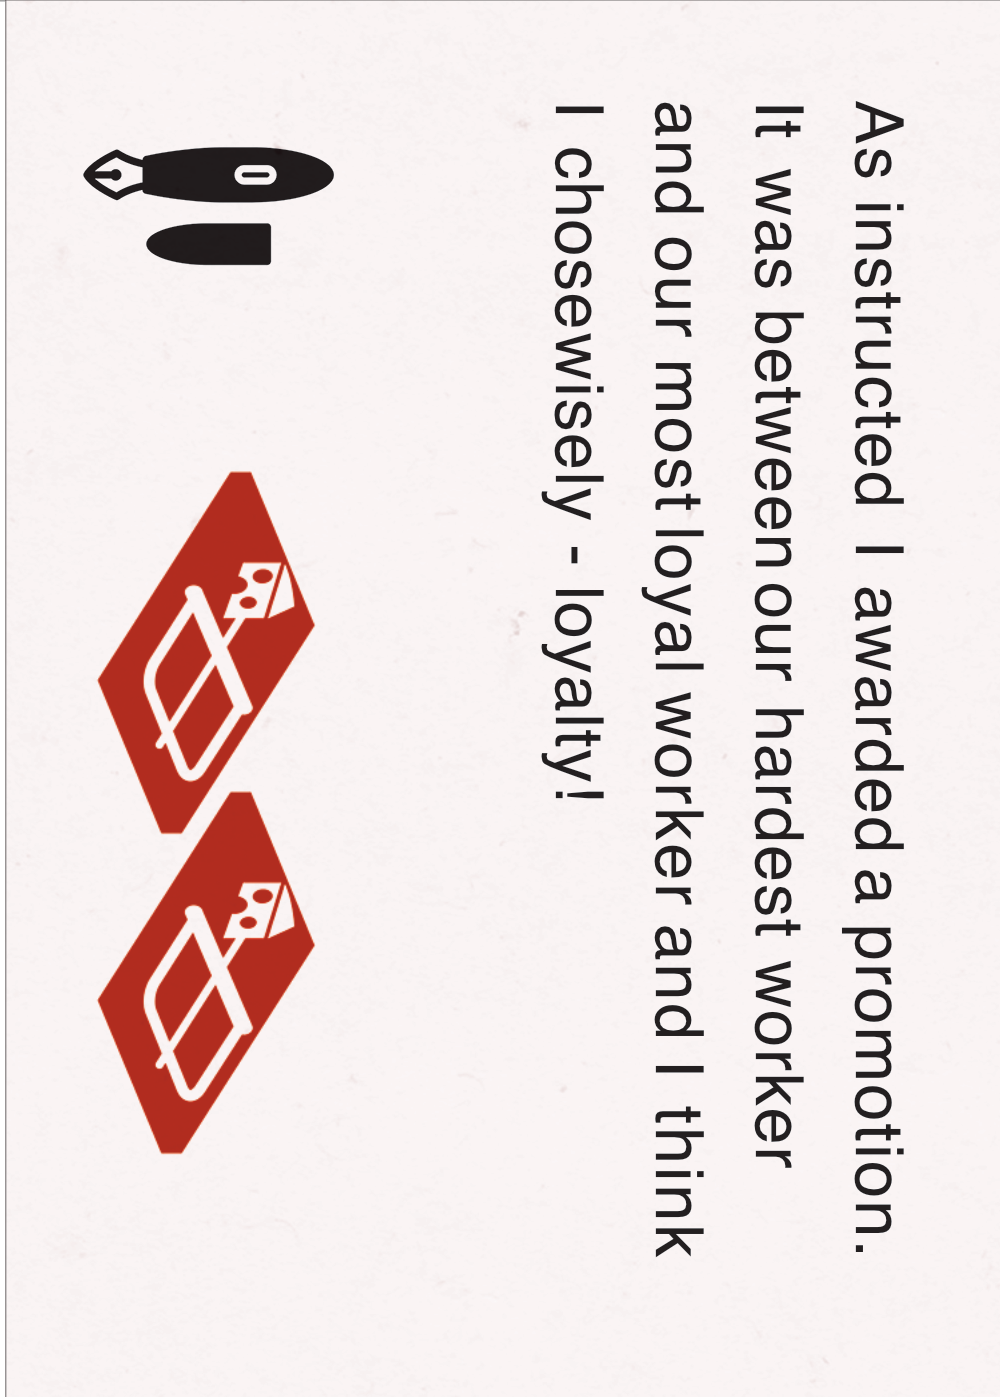 As instructed I awarded a promotion.
It was between our hardest worker
and our most loyal worker and I think
I chosewisely - loyalty!